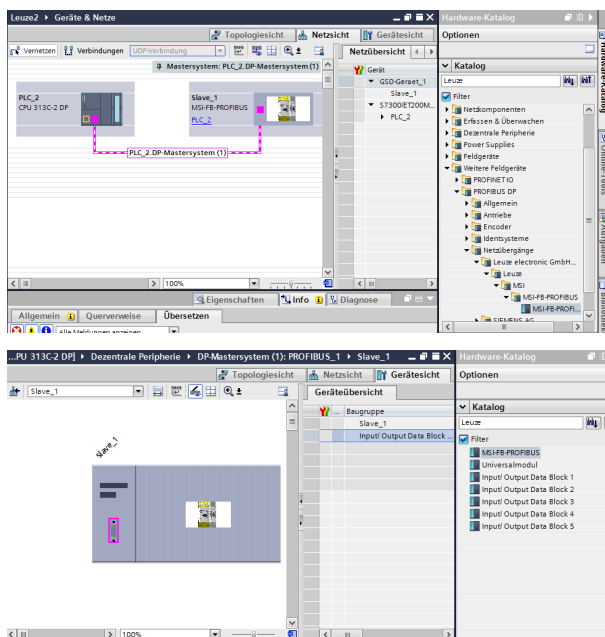 Leuze2 ▸ Geräte & Netze
Hardware-Katalog
Topologiesicht Netzsicht Gerätesicht
Optionen
Vernetzen Verbindungen UDP-Verbindung
Netzübersicht
Mastersystem: PLC_2.DP-Mastersystem (1)
Katalog
Gerät
GSD-Geraet_1
Slave_1
S7300/ET200M...
PLC_2
Leuze
Filter
Netzkomponenten
Erfassen & Überwachen
Dezentrale Peripherie
Power Supplies
Feldgeräte
Weitere Feldgeräte
PROFINET IO
PROFIBUS DP
Allgemein
Antriebe
Encoder
Identsysteme
Netzübergänge
Leuze electronic GmbH...
Leuze
MSI
MSI-FB-PROFIBUS
MSI-FB-PROFI...
SIEMENS AG
PLC_2
CPU 313C-2 DP
Slave_1
MSI-FB-PROFIBUS
PLC_2
PLC_2.DP-Mastersystem (1)
100%
Eigenschaften Info Diagnose
Allgemein Querverweise Übersetzen
Alle Meldungen anzeigen
Hardware-Katalog
...PU 313C-2 DP] ▸ Dezentrale Peripherie ▸ DP-Mastersystem (1): PROFIBUS_1 ▸ Slave_1
Hardware-Katalog
Topologiesicht Netzsicht Gerätesicht
Optionen
Slave_1
Geräteübersicht
... Baugruppe
Slave_1
Input/ Output Data Block ...
Katalog
Leuze
Filter
MSI-FB-PROFIBUS
Universalmodul
Input/ Output Data Block 1
Input/ Output Data Block 2
Input/ Output Data Block 3
Input/ Output Data Block 4
Input/ Output Data Block 5
Slave_1
100%